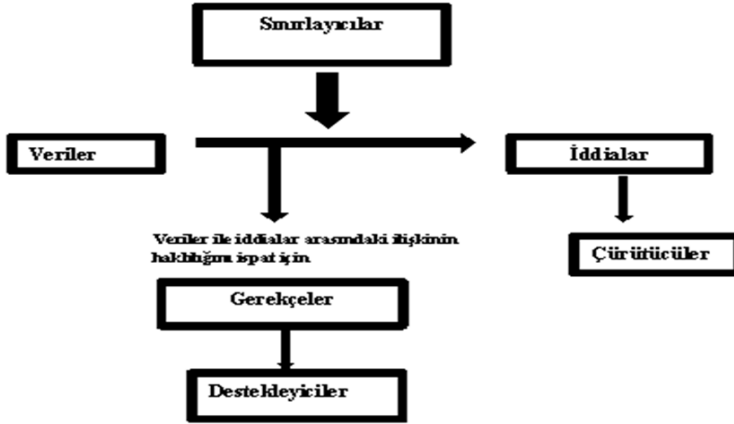 Sınırlayıcılar
Veriler
İddialar
Veriler ile iddialar arasındaki ilişkinin
haklılığını ispat için
Çürütücüler
Gerekçeler
Destekleyiciler